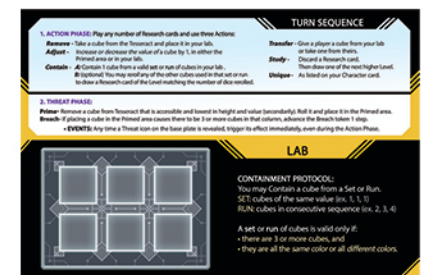 TURN SEQUENCE
1. ACTION PHASE: Play any number of Research cards and use three Actions:
Remove - Take a cube from the Tesseract and place it in your lab.
Adjust - Increase or decrease the value of a cube by 1, in either the
Primed area or in your lab.
Contain - A: Contain 1 cube from a valid set or run of cubes in your lab.
B: (optional) You may reroll any of the other cubes used in that set or run
to draw a Research card of the Level matching the number of dice rerolled.
Transfer - Give a player a cube from your lab
or take one from theirs.
Study - Discard a Research card.
Then draw one of the next higher Level.
Unique - As listed on your Character card.
2. THREAT PHASE:
Prime- Remove a cube from Tesseract that is accessible and lowest in height and value (secondarily). Roll it and place it in the Primed area.
Breach- If placing a cube in the Primed area causes there to be 3 or more cubes in that column, advance the Breach token 1 step.
• EVENTS: Any time a Threat icon on the base plate is revealed, trigger its effect immediately, even during the Action Phase.
LAB
CONTAINMENT PROTOCOL:
You may Contain a cube from a Set or Run.
SET: cubes of the same value (ex. 1, 1, 1)
RUN: cubes in consecutive sequence (ex. 2, 3, 4)
A set or run of cubes is valid only if:
• there are 3 or more cubes, and
• they are all the same color or all different colors.